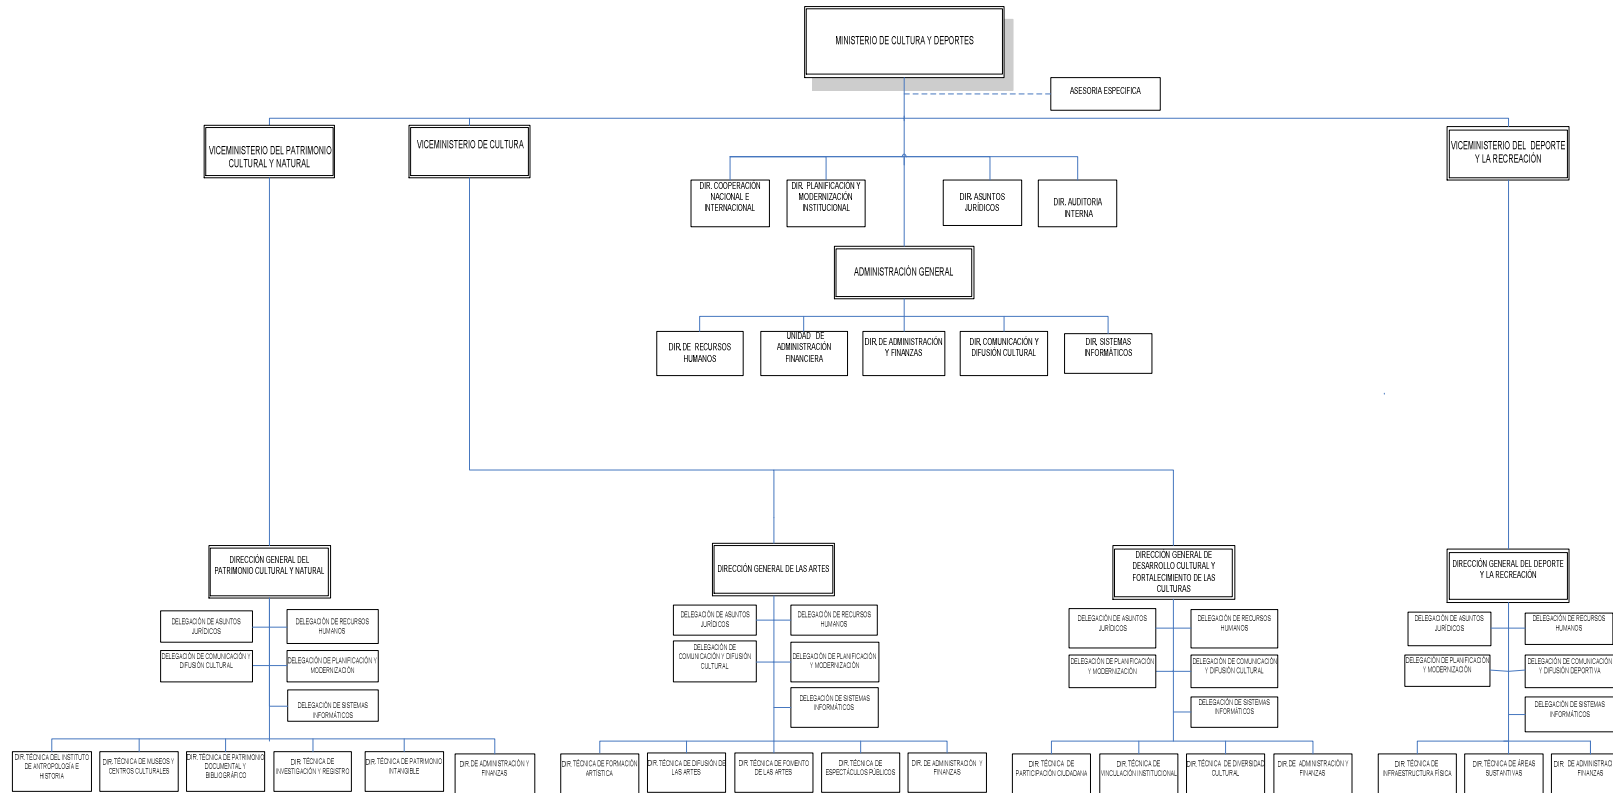 MINISTERIO DE CULTURA Y DEPORTES
ASESORIA ESPECIFICA
VICEMINISTERIO DEL PATRIMONIO
CULTURAL Y NATURAL
VICEMINISTERIO DE CULTURA
VICEMINISTERIO DEL DEPORTE
Y LA RECREACIÓN
DIR. COOPERACION
NACIONAL E
INTERNACIONAL
DIR. PLANIFICACIÓN Y
MODERNIZACIÓN
INSTITUCIONAL
DIR. ASUNTOS
JURÍDICOS
DIR. AUDITORIA
INTERNA
ADMINISTRACIÓN GENERAL
DIR. DE RECURSOS
HUMANOS
UNIDAD DE
ADMINISTRACIÓN
FINANCIERA
DIR. DE ADMINISTRACIÓN
Y FINANZAS
DIR. COMUNICACIÓN Y
DIFUSIÓN CULTURAL
DIR. SISTEMAS
INFORMÁTICOS
DIRECCIÓN GENERAL DEL
PATRIMONIO CULTURAL Y NATURAL
DIRECCIÓN GENERAL DE LAS ARTES
DIRECCIÓN GENERAL DE
DESARROLLO CULTURAL Y
FORTALECIMIENTO DE LAS
CULTURAS
DIRECCIÓN GENERAL DEL DEPORTE
Y LA RECREACIÓN
DELEGACIÓN DE ASUNTOS
JURÍDICOS
DELEGACIÓN DE RECURSOS
HUMANOS
DELEGACIÓN DE COMUNICACIÓN Y
DIFUSIÓN CULTURAL
DELEGACIÓN DE PLANIFICACIÓN Y
MODERNIZACIÓN
DELEGACIÓN DE SISTEMAS
INFORMÁTICOS
DELEGACIÓN DE ASUNTOS
JURÍDICOS
DELEGACIÓN DE RECURSOS
HUMANOS
DELEGACIÓN DE
COMUNICACIÓN Y DIFUSIÓN
CULTURAL
DELEGACIÓN DE PLANIFICACIÓN
Y MODERNIZACIÓN
DELEGACIÓN DE SISTEMAS
INFORMÁTICOS
DELEGACIÓN DE ASUNTOS
JURÍDICOS
DELEGACIÓN DE RECURSOS
HUMANOS
DELEGACIÓN DE PLANIFICACIÓN
Y MODERNIZACIÓN
DELEGACIÓN DE COMUNICACIÓN
Y DIFUSIÓN CULTURAL
DELEGACIÓN DE SISTEMAS
INFORMÁTICOS
DELEGACIÓN DE ASUNTOS
JURÍDICOS
DELEGACIÓN DE RECURSOS
HUMANOS
DELEGACIÓN DE PLANIFICACIÓN
Y MODERNIZACIÓN
DELEGACIÓN DE COMUNICACIÓN
Y DIFUSIÓN DEPORTIVA
DELEGACIÓN DE SISTEMAS
INFORMÁTICOS
DIR. TÉCNICA DEL INSTITUTO
DE ANTROPOLOGÍA E
HISTORIA
DIR. TÉCNICA DE MUSEOS Y
CENTROS CULTURALES
DIR. TÉCNICA DE PATRIMONIO
DOCUMENTAL Y
BIBLIOGRÁFICO
DIR. TÉCNICA DE
INVESTIGACIÓN Y REGISTRO
DIR. TÉCNICA DE PATRIMONIO
INTANGIBLE
DIR. DE ADMINISTRACIÓN Y
FINANZAS
DIR. TÉCNICA DE FORMACIÓN
ARTÍSTICA
DIR. TÉCNICA DE DIFUSIÓN DE
LAS ARTES
DIR. TÉCNICA DE FOMENTO
DE LAS ARTES
DIR. TÉCNICA DE
ESPECTÁCULOS PÚBLICOS
DIR. DE ADMINISTRACIÓN Y
FINANZAS
DIR. TÉCNICA DE
PARTICIPACIÓN CIUDADANA
DIR. TÉCNICA DE
VINCULACIÓN INSTITUCIONAL
DIR. TÉCNICA DE DIVERSIDAD
CULTURAL
DIR. DE ADMINISTRACIÓN Y
FINANZAS
DIR. TÉCNICA DE
INFRAESTRUCTURA FÍSICA
DIR. TÉCNICA DE ÁREAS
SUSTANTIVAS
DIR. DE ADMINISTRAC
FINANZAS